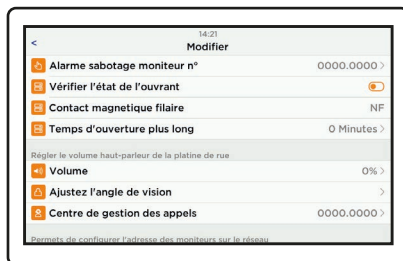 14:21
< Modifier
Alarme sabotage moniteur n° 0000.0000 >
Vérifier l'état de l'ouvrant
Contact magnétique filaire NF
Temps d'ouverture plus long 0 Minutes >
Régler le volume haut-parleur de la platine de rue
Volume 0% >
Ajustez l'angle de vision >
Centre de gestion des appels 0000.0000 >
Permets de configurer l'adresse des moniteurs sur le réseau